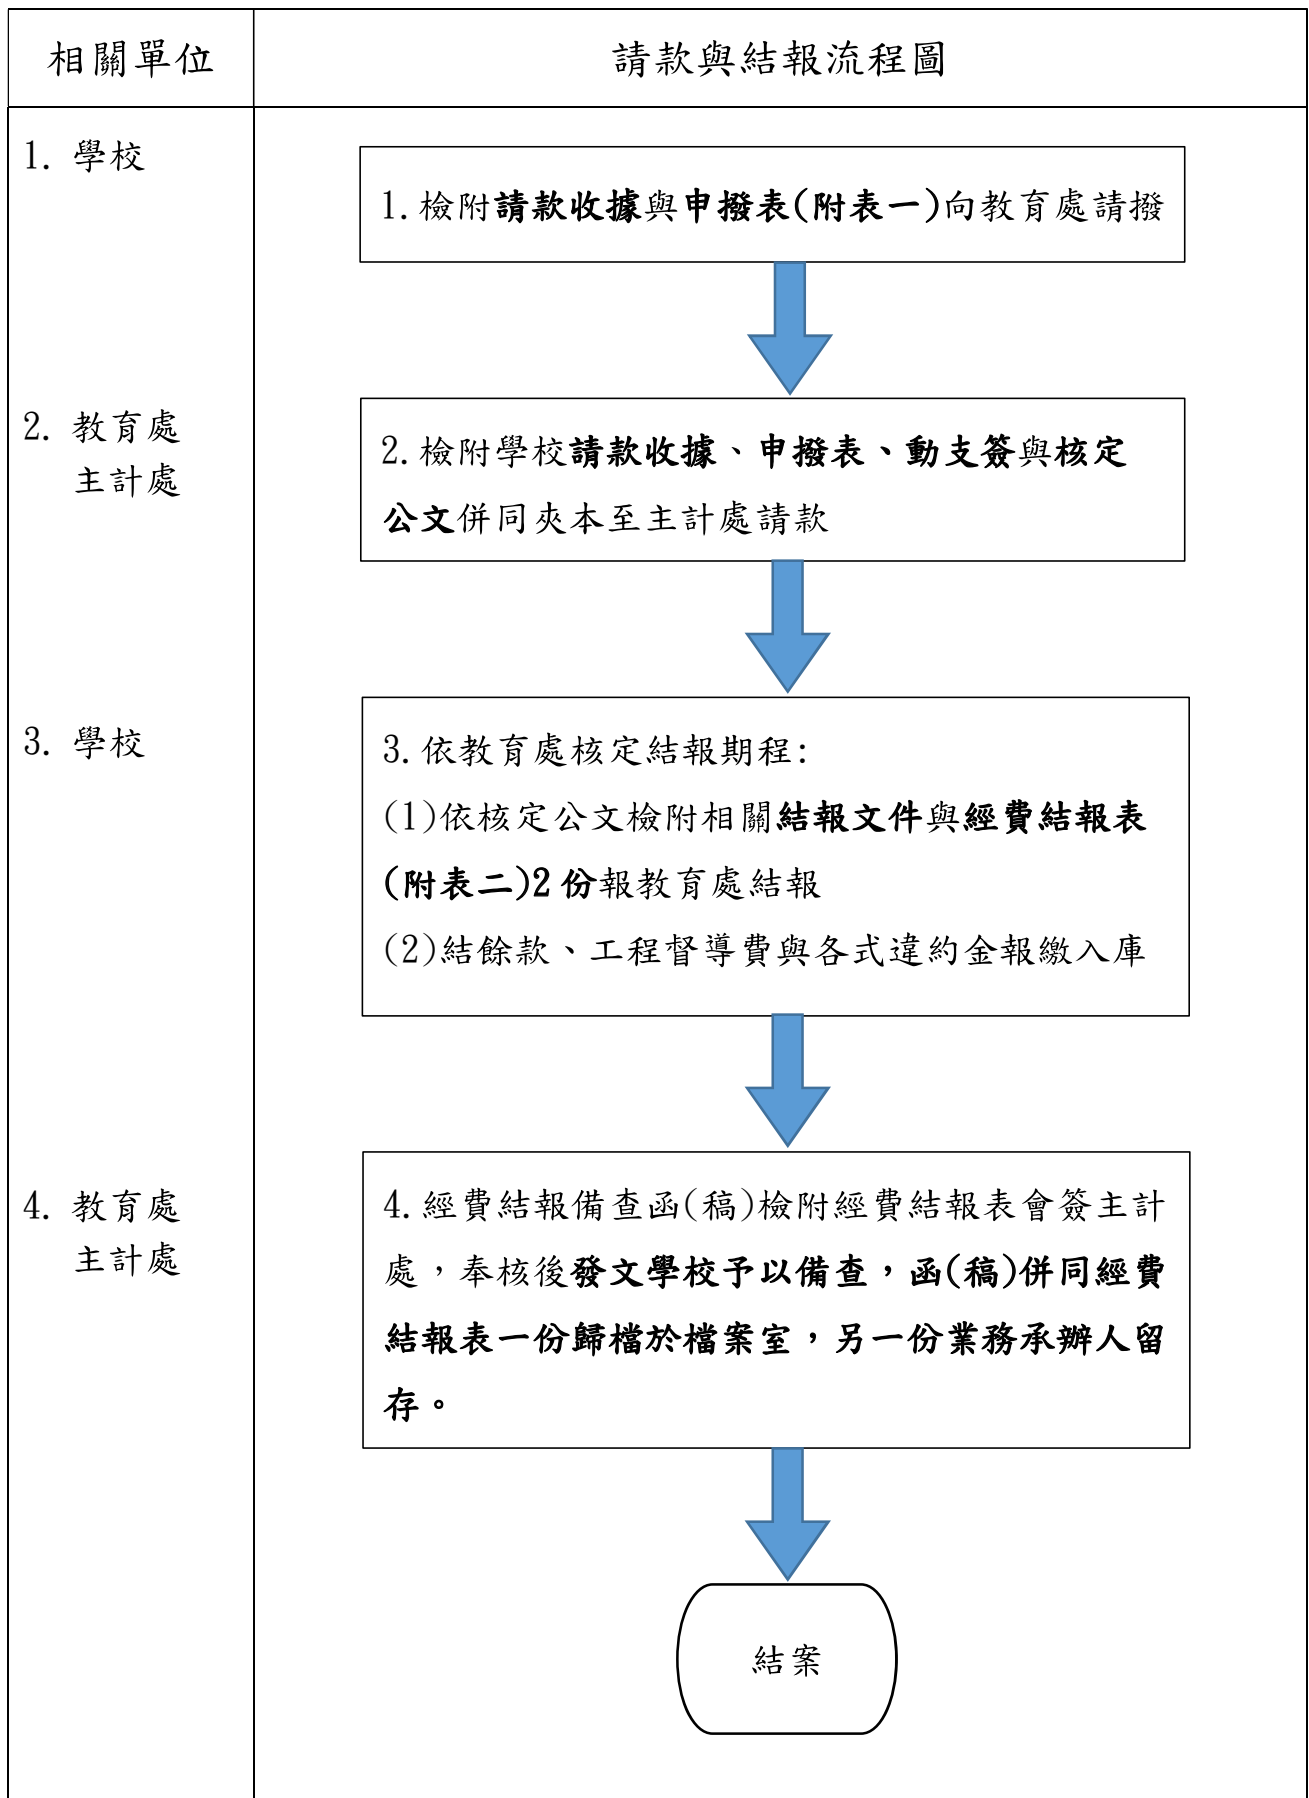 相關單位
請款與結報流程圖
1. 學校
1.檢附請款收據與申撥表(附表一)向教育處請撥
2. 教育處
主計處
2.檢附學校請款收據、申撥表、動支簽與核定
公文併同夾本至主計處請款
3. 學校
3.依教育處核定結報期程:
(1)依核定公文檢附相關結報文件與經費結報表
(附表二)2份報教育處結報
(2)結餘款、工程督導費與各式違約金報繳入庫
4. 教育處
主計處
4.經費結報備查函(稿)檢附經費結報表會簽主計
處，奉核後發文學校予以備查，函(稿)併同經費
結報表一份歸檔於檔案室，另一份業務承辦人留
存。
結案